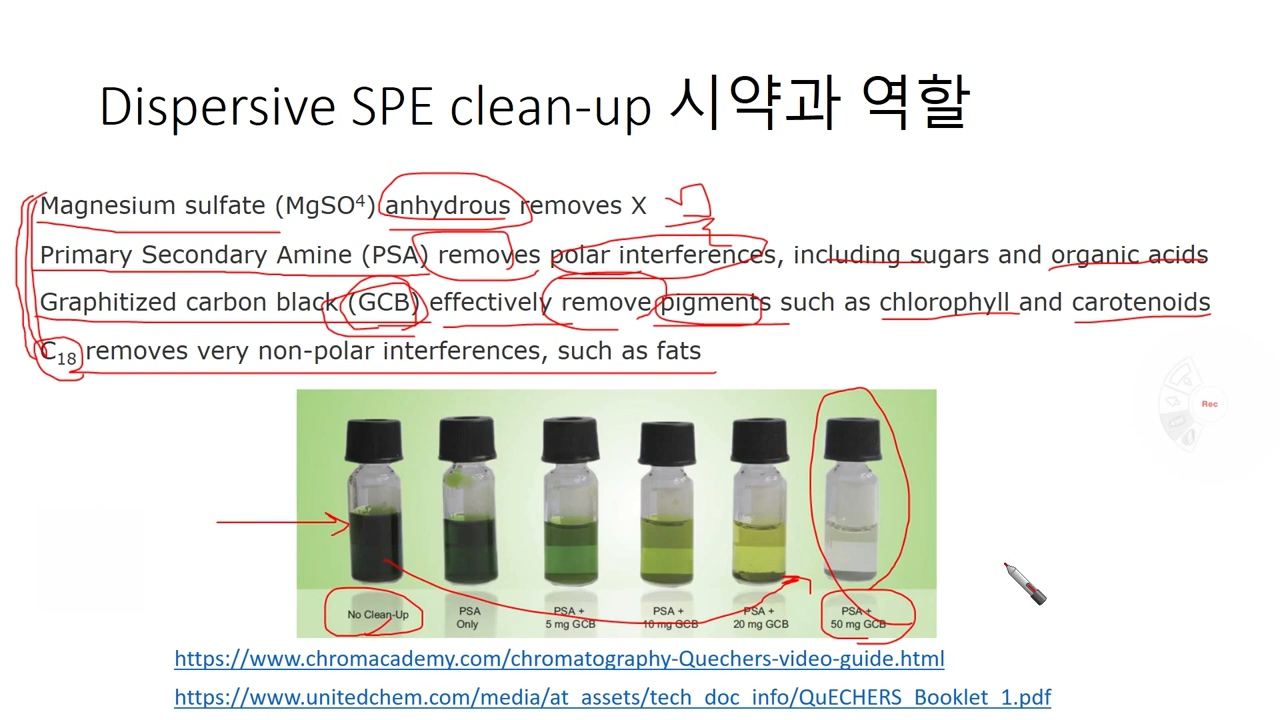 Dispersive SPE clean-up 시약과 역할
Magnesium sulfate (MgSO⁴) anhydrous removes X
Primary Secondary Amine (PSA) removes polar interferences, including sugars and organic acids
Graphitized carbon black (GCB) effectively remove pigments such as chlorophyll and carotenoids
C₁₈ removes very non-polar interferences, such as fats
Rec
No Clean-Up
PSA Only
PSA + 5 mg GCB
PSA + 10 mg GCB
PSA + 20 mg GCB
PSA + 50 mg GCB
https://www.chromacademy.com/chromatography-Quechers-video-guide.html
https://www.unitedchem.com/media/at_assets/tech_doc_info/QuECHERS_Booklet_1.pdf